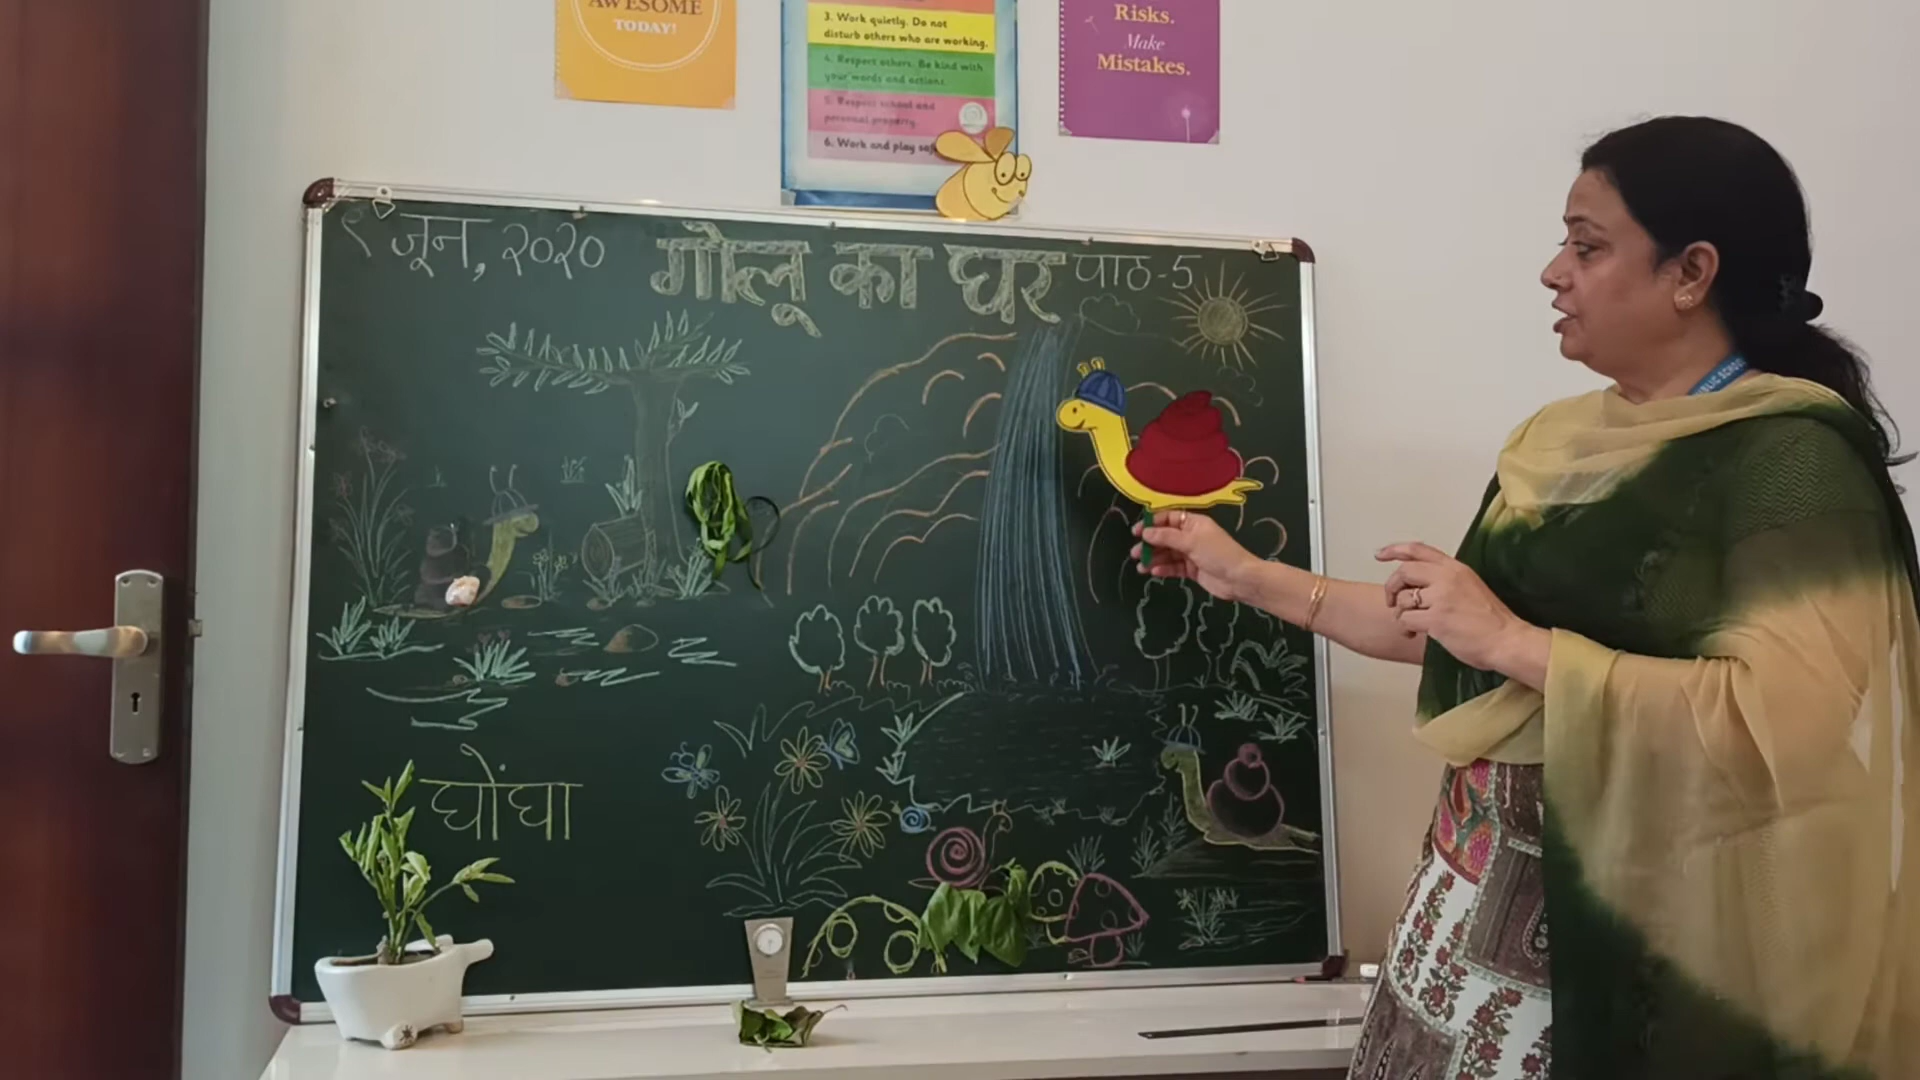 AWESOME
TODAY!
3. Work quietly. Do not
disturb others who are working.
4. Respect others. Be kind with
your words and actions.
5. Respect school and
personal property.
6. Work and play
Risks.
Make
Mistakes.
९ जून, २०२०
गोलू का घर
पाठ-5
घोंघा